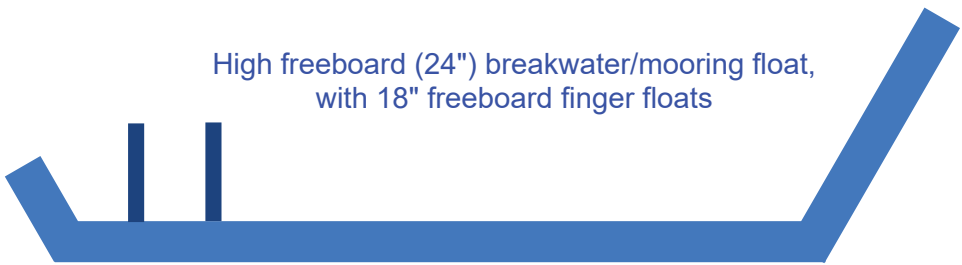 High freeboard (24") breakwater/mooring float,
with 18" freeboard finger floats